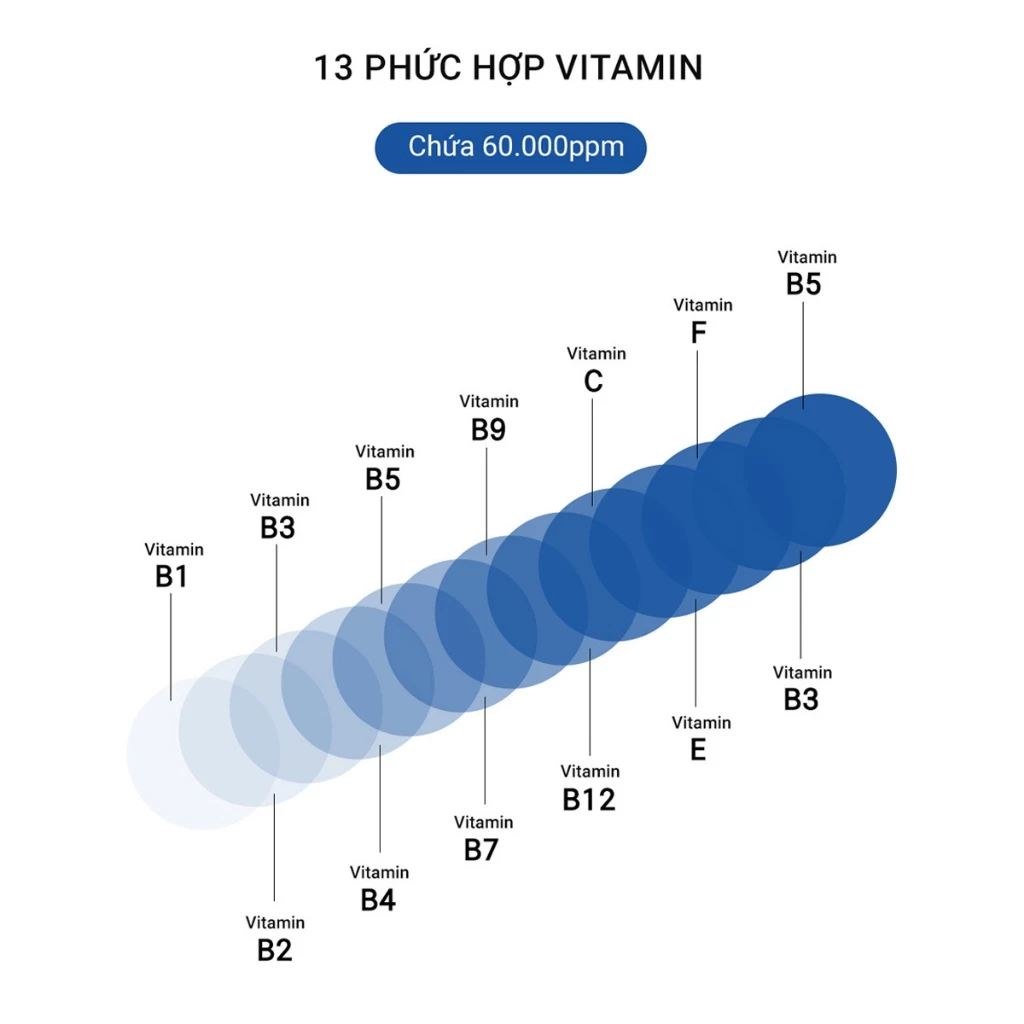 13 PHỨC HỢP VITAMIN
Chứa 60.000ppm
Vitamin
B1
Vitamin
B3
Vitamin
B5
Vitamin
B9
Vitamin
C
Vitamin
F
Vitamin
B5
Vitamin
B2
Vitamin
B4
Vitamin
B7
Vitamin
B12
Vitamin
E
Vitamin
B3